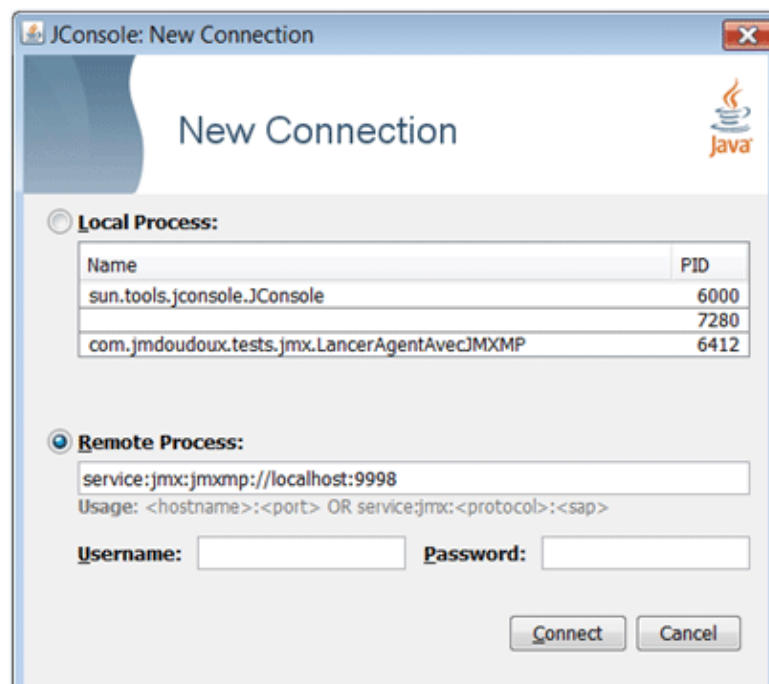 JConsole: New Connection
New Connection
Java
Local Process:
Name PID
sun.tools.jconsole.JConsole 6000
7280
com.jmdoudoux.tests.jmx.LancerAgentAvecJMXMP 6412
Remote Process:
service:jmx:jmxmp://localhost:9998
Usage: <hostname>:<port> OR service:jmx:<protocol>:<sap>
Username: Password:
Connect Cancel